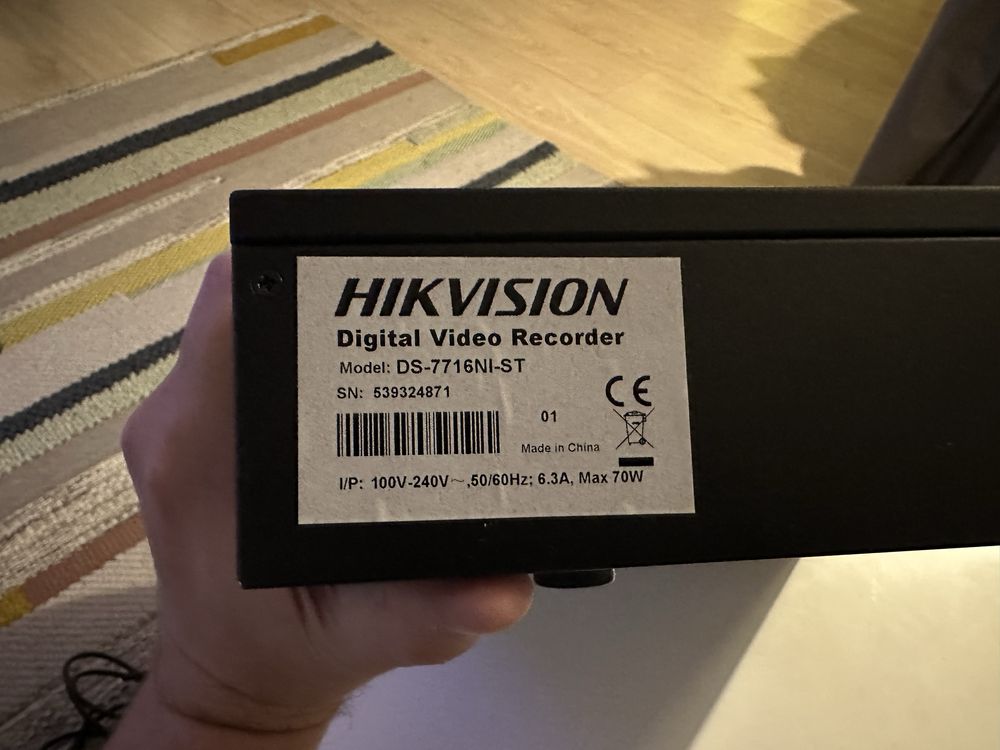 HIKVISION
Digital Video Recorder
Model: DS-7716NI-ST
SN: 539324871
01
CE
Made in China
I/P: 100V-240V～,50/60Hz; 6.3A, Max 70W